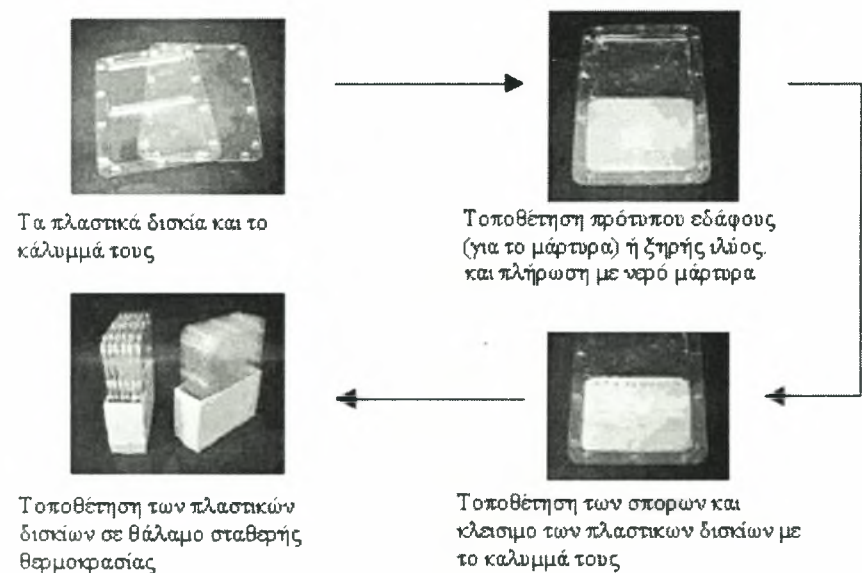 Τα πλαστικά δισκία και το
κάλυμμά τους
Τοποθέτηση πρότυπου εδάφους
(για το μάρτυρα) ή ξηρής ιλύος.
και πλήρωση με νερό μάρτυρα
Τοποθέτηση των σπορων και
κλεισιμο των πλαστικων δισκίων με
το καλυμμά τους
Τοποθέτηση των πλαστικών
δισκίων σε θάλαμο σταθερής
θερμοκρασίας